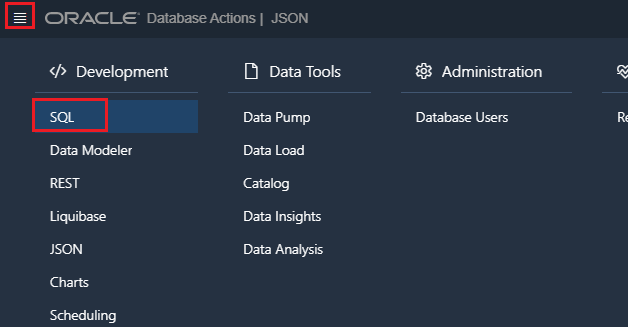 ORACLE Database Actions | JSON
</> Development
SQL
Data Modeler
REST
Liquibase
JSON
Charts
Scheduling
Data Tools
Data Pump
Data Load
Catalog
Data Insights
Data Analysis
Administration
Database Users
Re